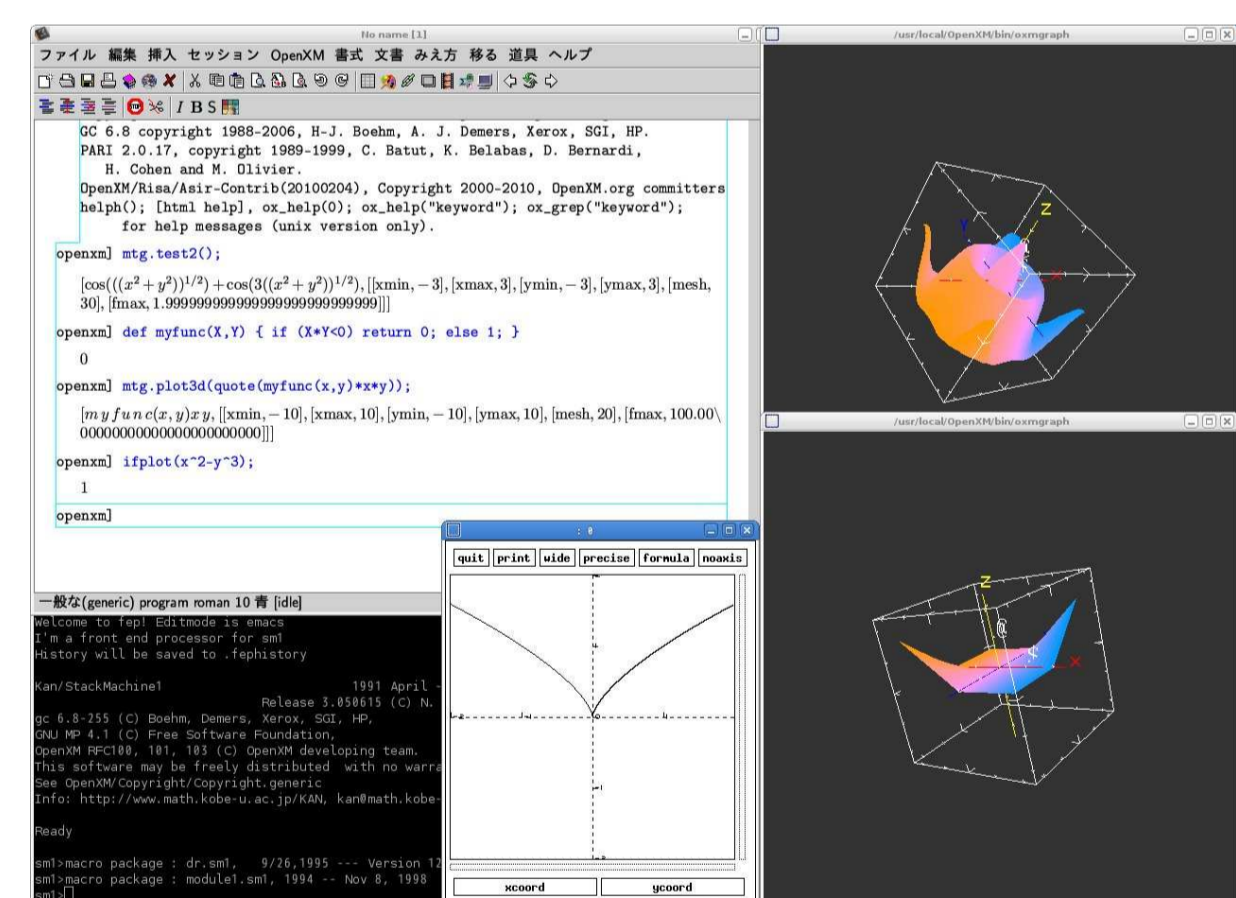 No name [1]
ファイル 編集 挿入 セッション OpenXM 書式 文書 みえ方 移る 道具 ヘルプ
I B S
GC 6.8 copyright 1988-2006, H-J. Boehm, A. J. Demers, Xerox, SGI, HP.
PARI 2.0.17, copyright 1989-1999, C. Batut, K. Belabas, D. Bernardi,
H. Cohen and M. Olivier.
OpenXM/Risa/Asir-Contrib(20100204), Copyright 2000-2010, OpenXM.org committers
helph(); [html help], ox_help(0); ox_help("keyword"); ox_grep("keyword");
for help messages (unix version only).
openxm] mtg.test2();
[cos(((x²+y²))^1/2)+cos(3((x²+y²))^1/2),[[xmin,−3],[xmax,3],[ymin,−3],[ymax,3],[mesh,
30],[fmax,1.9999999999999999999999999999]]]
openxm] def myfunc(X,Y) { if (X*Y<0) return 0; else 1; }
0
openxm] mtg.plot3d(quote(myfunc(x,y)*x*y));
[myfunc(x,y)xy,[[xmin,−10],[xmax,10],[ymin,−10],[ymax,10],[mesh,20],[fmax,100.00\
00000000000000000000000]]]
openxm] ifplot(x^2-y^3);
1
openxm]
一般な(generic) program roman 10 青 [idle]
Welcome to fep! Editmode is emacs
I'm a front end processor for sm1
History will be saved to .fephistory
Kan/StackMachine1 1991 April -
Release 3.050615 (C) N.
gc 6.8-255 (C) Boehm, Demers, Xerox, SGI, HP,
GNU MP 4.1 (C) Free Software Foundation,
OpenXM RFC100, 101, 103 (C) OpenXM developing team.
This software may be freely distributed with no warra
See OpenXM/Copyright/Copyright.generic
Info: http://www.math.kobe-u.ac.jp/KAN, kan@math.kobe-
Ready
sm1>macro package : dr.sm1, 9/26,1995 --- Version 12
sm1>macro package : module1.sm1, 1994 -- Nov 8, 1998
sm1>
: 0
quit print wide precise formula noaxis
xcoord ycoord
/usr/local/OpenXM/bin/oxmgraph
Z
Y
X
/usr/local/OpenXM/bin/oxmgraph
Z
@
$
X